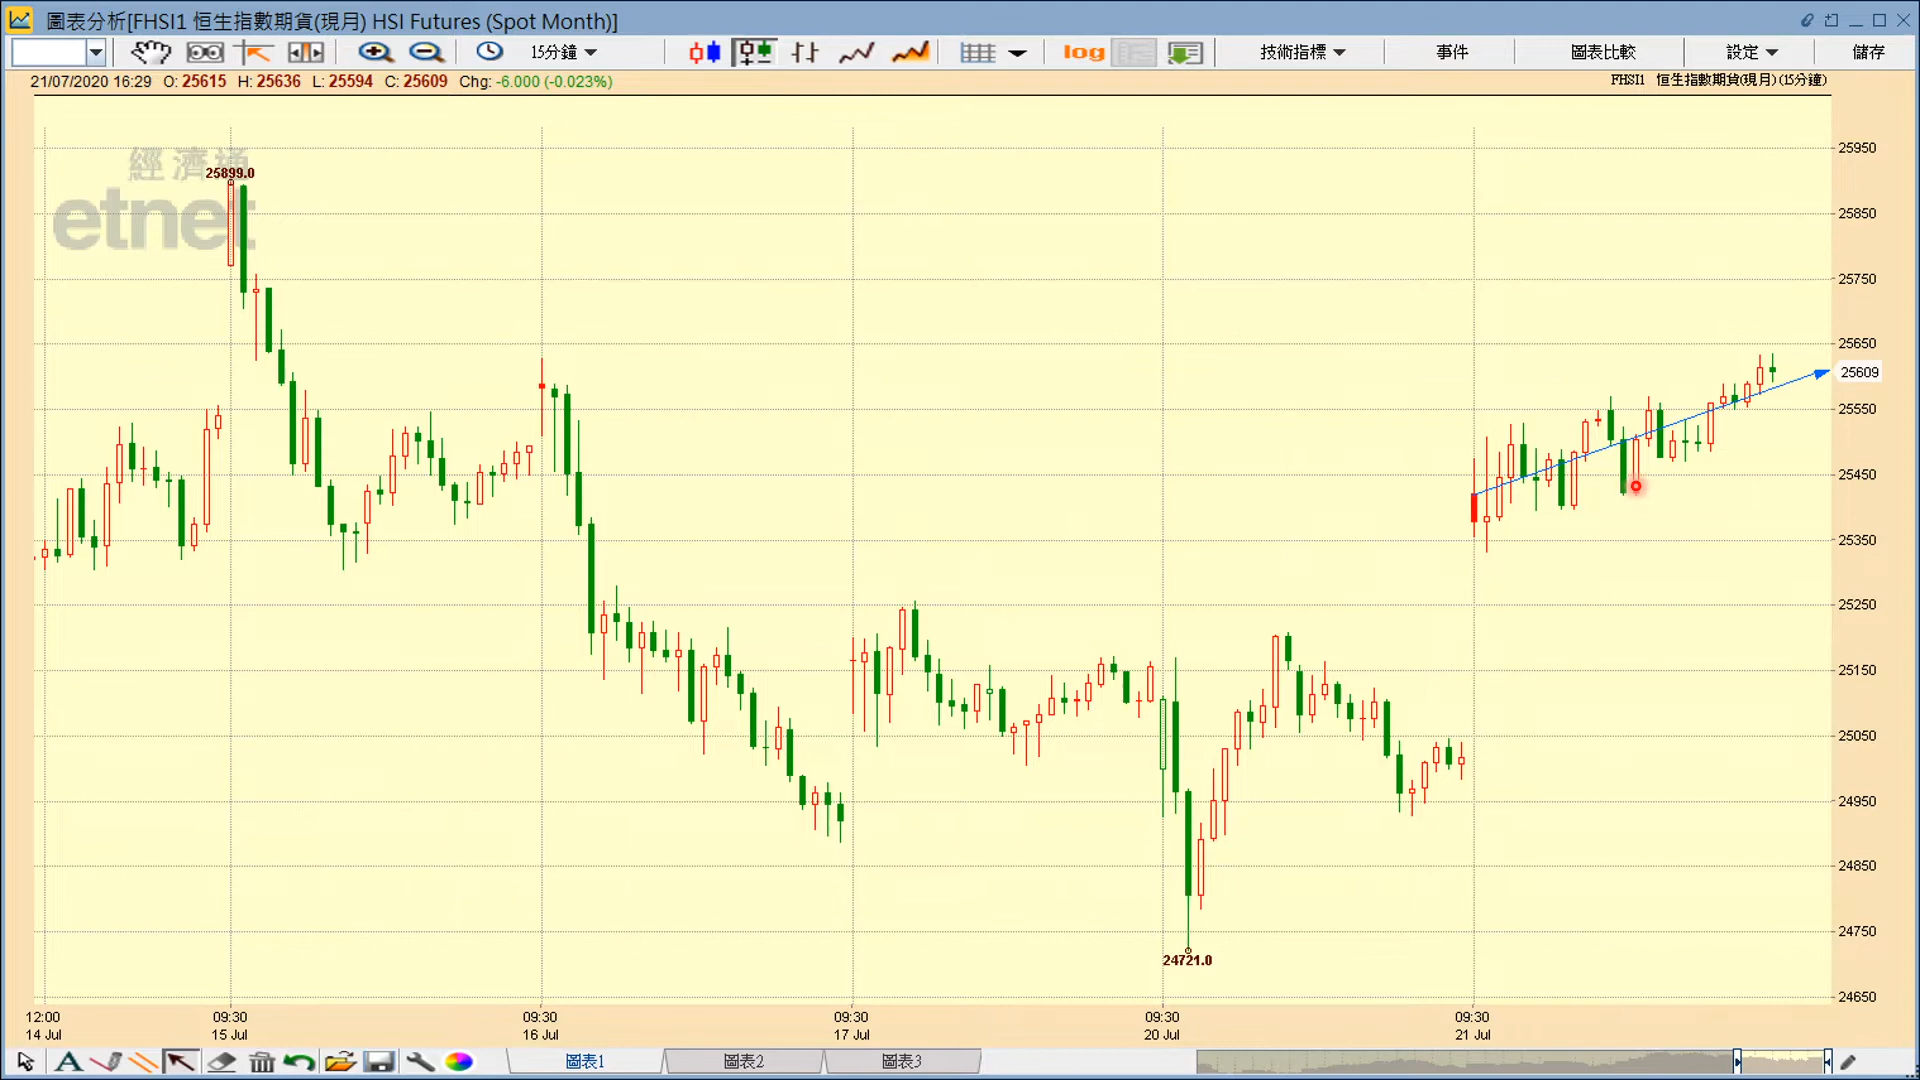 圖表分析[FHSI1 恒生指數期貨(現月) HSI Futures (Spot Month)]
15分鐘
log
技術指標
事件
圖表比較
設定
儲存
21/07/2020 16:29 O: 25615 H: 25636 L: 25594 C: 25609 Chg: -6.000 (-0.023%)
FHSI1 恒生指數期貨(現月)(15分鐘)
經濟通
etnet
25899.0
24721.0
25950
25850
25750
25650
25609
25550
25450
25350
25250
25150
25050
24950
24850
24750
24650
12:00 09:30 09:30 09:30 09:30 09:30
14 Jul 15 Jul 16 Jul 17 Jul 20 Jul 21 Jul
A
圖表1 圖表2 圖表3